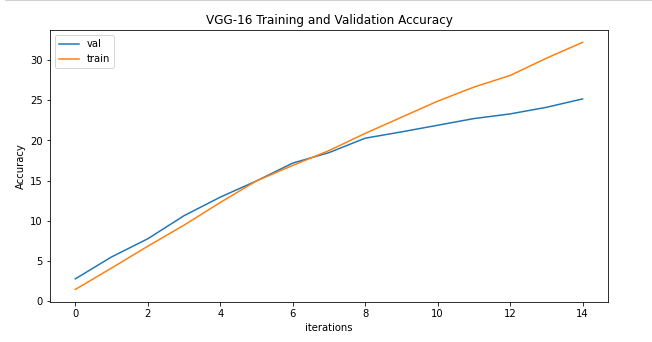 VGG-16 Training and Validation Accuracy
val
train
Accuracy
30
25
20
15
10
5
0
0 2 4 6 8 10 12 14
iterations